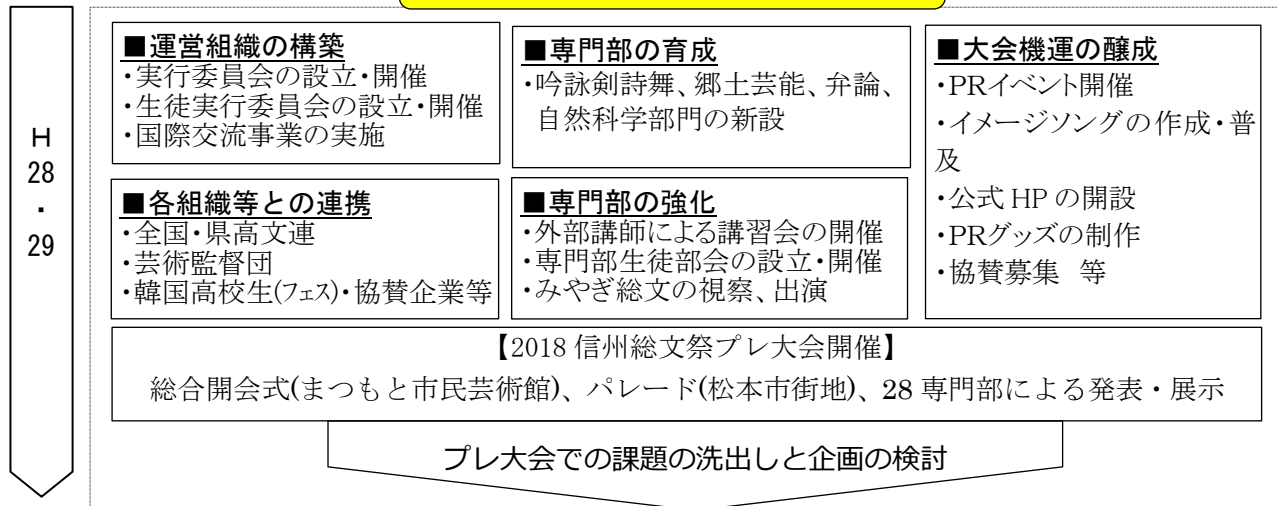 H
28
・
29
■運営組織の構築
・実行委員会の設立・開催
・生徒実行委員会の設立・開催
・国際交流事業の実施
■専門部の育成
・吟詠剣詩舞、郷土芸能、弁論、
自然科学部門の新設
■大会機運の醸成
・PRイベント開催
・イメージソングの作成・普
及
・公式 HP の開設
・PRグッズの制作
・協賛募集 等
■各組織等との連携
・全国・県高文連
・芸術監督団
・韓国高校生(フェス)・協賛企業等
■専門部の強化
・外部講師による講習会の開催
・専門部生徒部会の設立・開催
・みやぎ総文の視察、出演
【2018 信州総文祭プレ大会開催】
総合開会式(まつもと市民芸術館)、パレード(松本市街地)、28 専門部による発表・展示
プレ大会での課題の洗出しと企画の検討